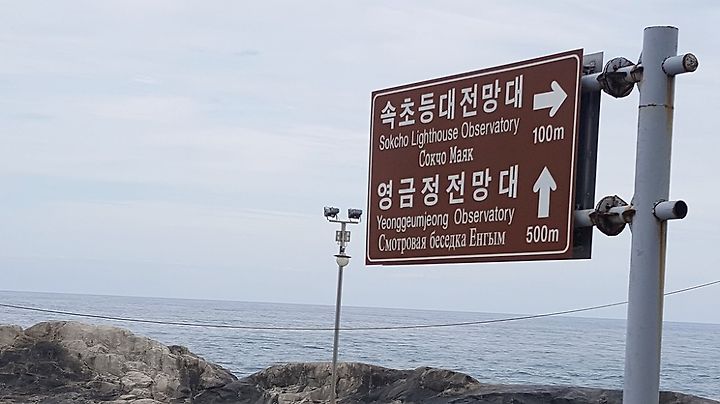 속초등대전망대
Sokcho Lighthouse Observatory
100m
Сокчо Маяк
영금정전망대
Yeonggeumjeong Observatory
Смотровая беседка Енгым
500m